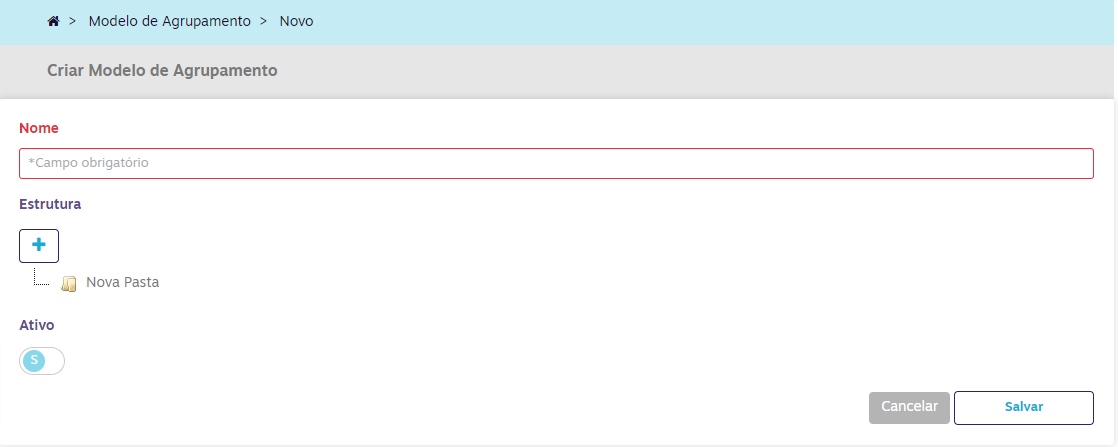 > Modelo de Agrupamento > Novo
Criar Modelo de Agrupamento
Nome
*Campo obrigatório
Estrutura
+
Nova Pasta
Ativo
S
Cancelar Salvar